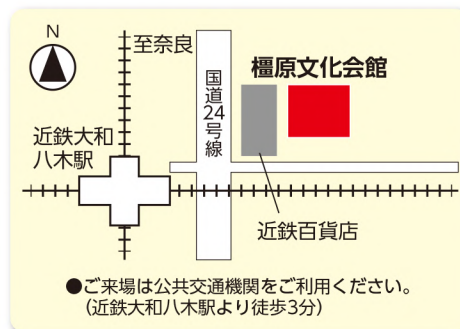 N
至奈良
国道24号線
橿原文化会館
近鉄大和
八木駅
近鉄百貨店
●ご来場は公共交通機関をご利用ください。
(近鉄大和八木駅より徒歩3分)